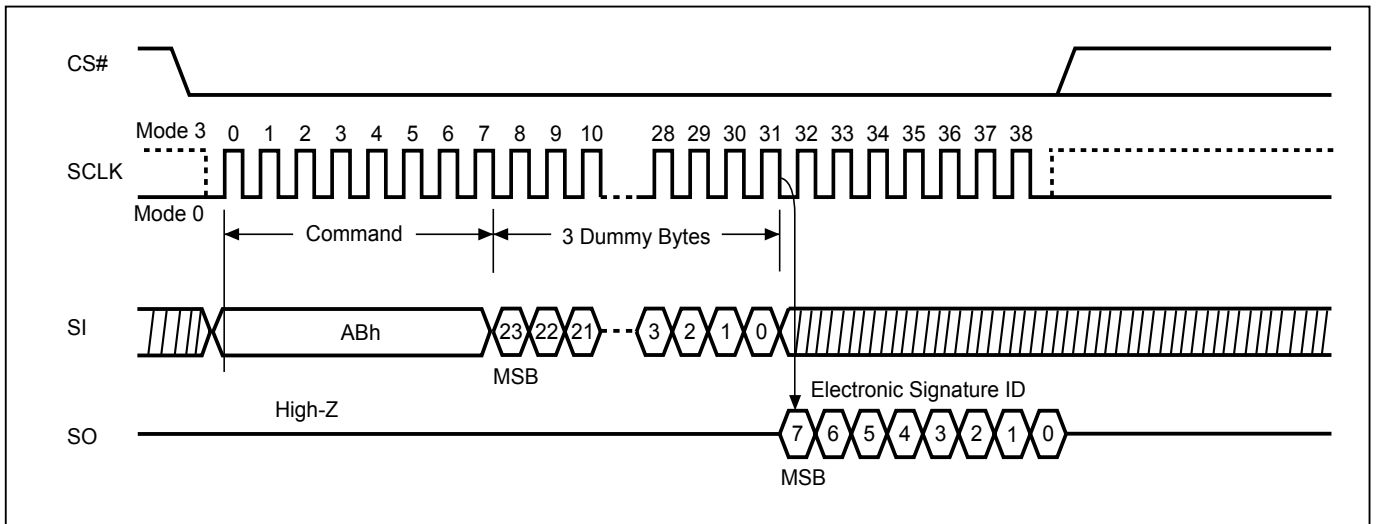 CS#
Mode 3 0 1 2 3 4 5 6 7 8 9 10 28 29 30 31 32 33 34 35 36 37 38
SCLK
Mode 0
Command 3 Dummy Bytes
SI ABh 23 22 21 3 2 1 0
MSB
Electronic Signature ID
High-Z
SO 7 6 5 4 3 2 1 0
MSB